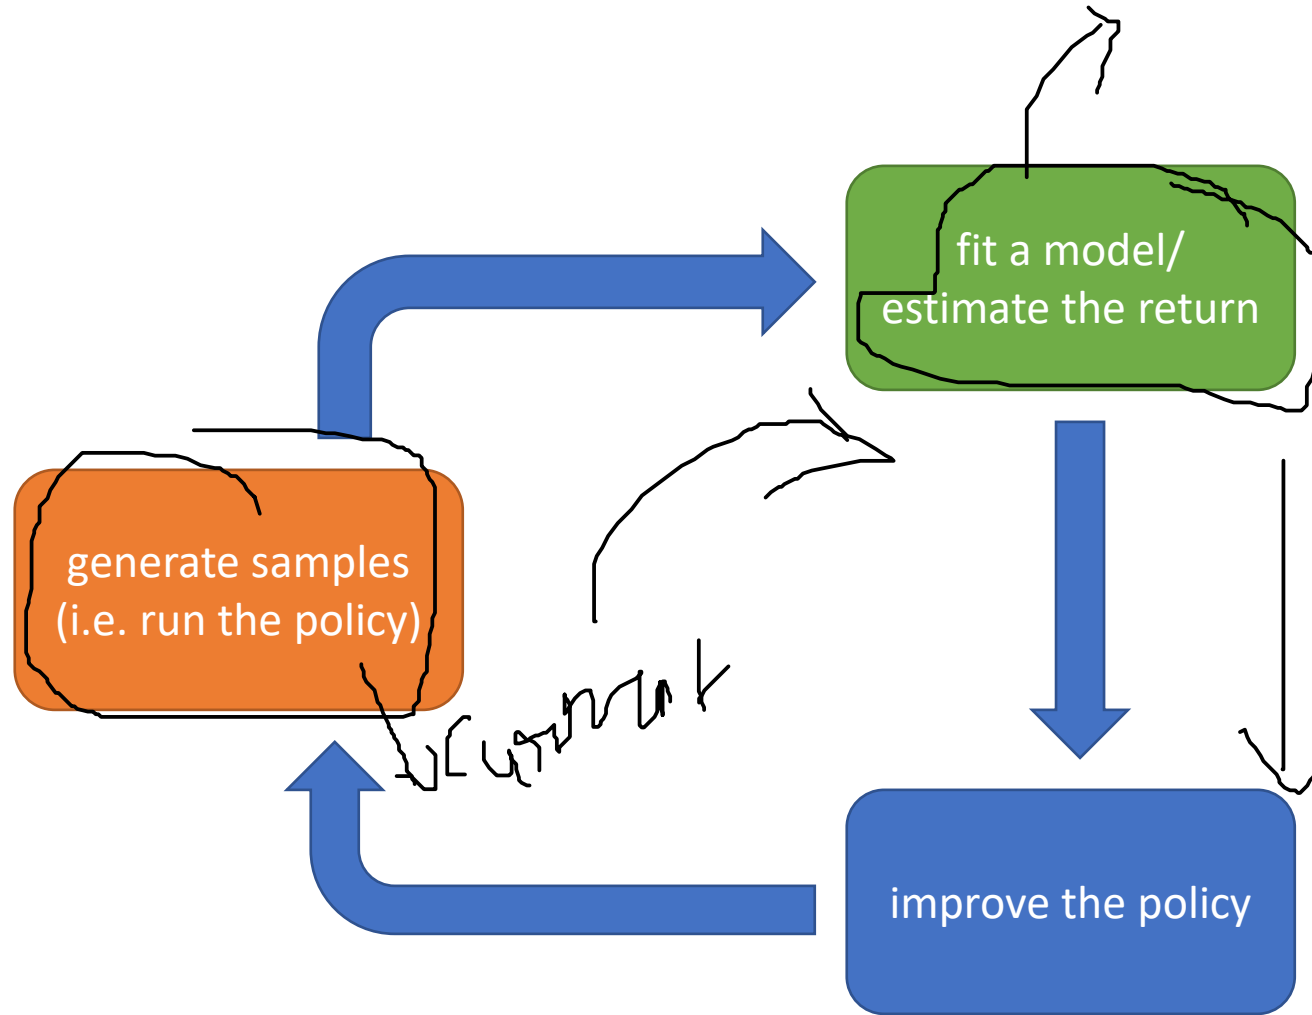 fit a model/
estimate the return
generate samples
(i.e. run the policy)
improve the policy